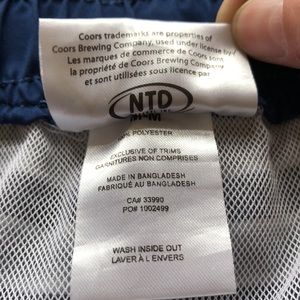 Coors trademarks are properties of
Coors Brewing Company, used under license by
Les marques de commerce Coors sont
la propriété de Coors Brewing Company
et sont utilisées sous licence par
NTD
POLYESTER
EXCLUSIVE OF TRIMS
GARNITURES NON COMPRISES
MADE IN BANGLADESH
FABRIQUÉ AU BANGLADESH
CA# 33990
PO# 1002499
WASH INSIDE OUT
LAVER À L ENVERS